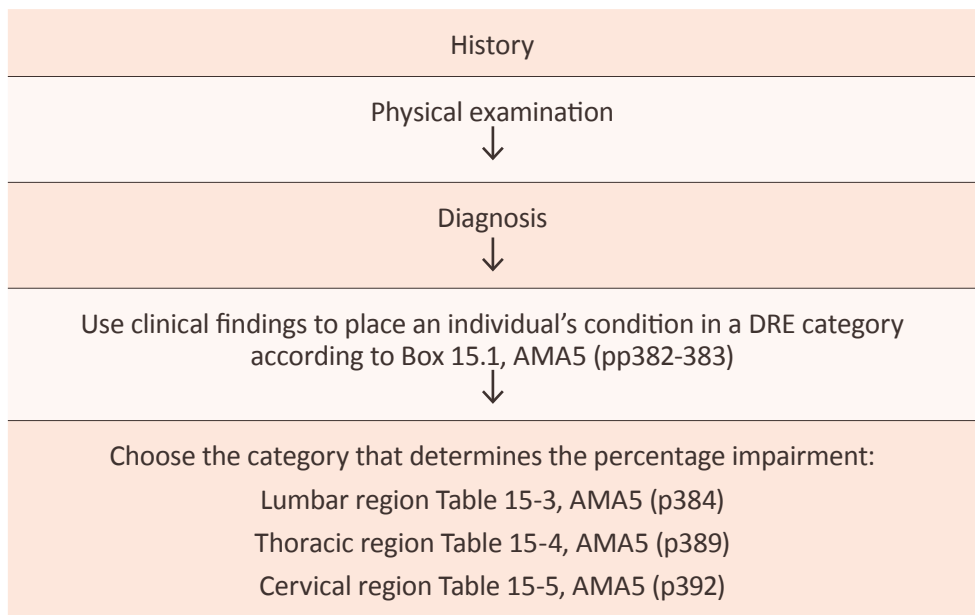 History
Physical examination
Diagnosis
Use clinical findings to place an individual’s condition in a DRE category
according to Box 15.1, AMA5 (pp382-383)
Choose the category that determines the percentage impairment:
Lumbar region Table 15-3, AMA5 (p384)
Thoracic region Table 15-4, AMA5 (p389)
Cervical region Table 15-5, AMA5 (p392)